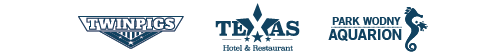 TWINPIGS
TEXAS
Hotel & Restaurant
PARK WODNY
AQUARION